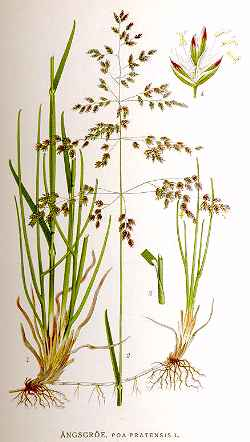 ÄNGSGRÖE, POA PRATENSIS L.